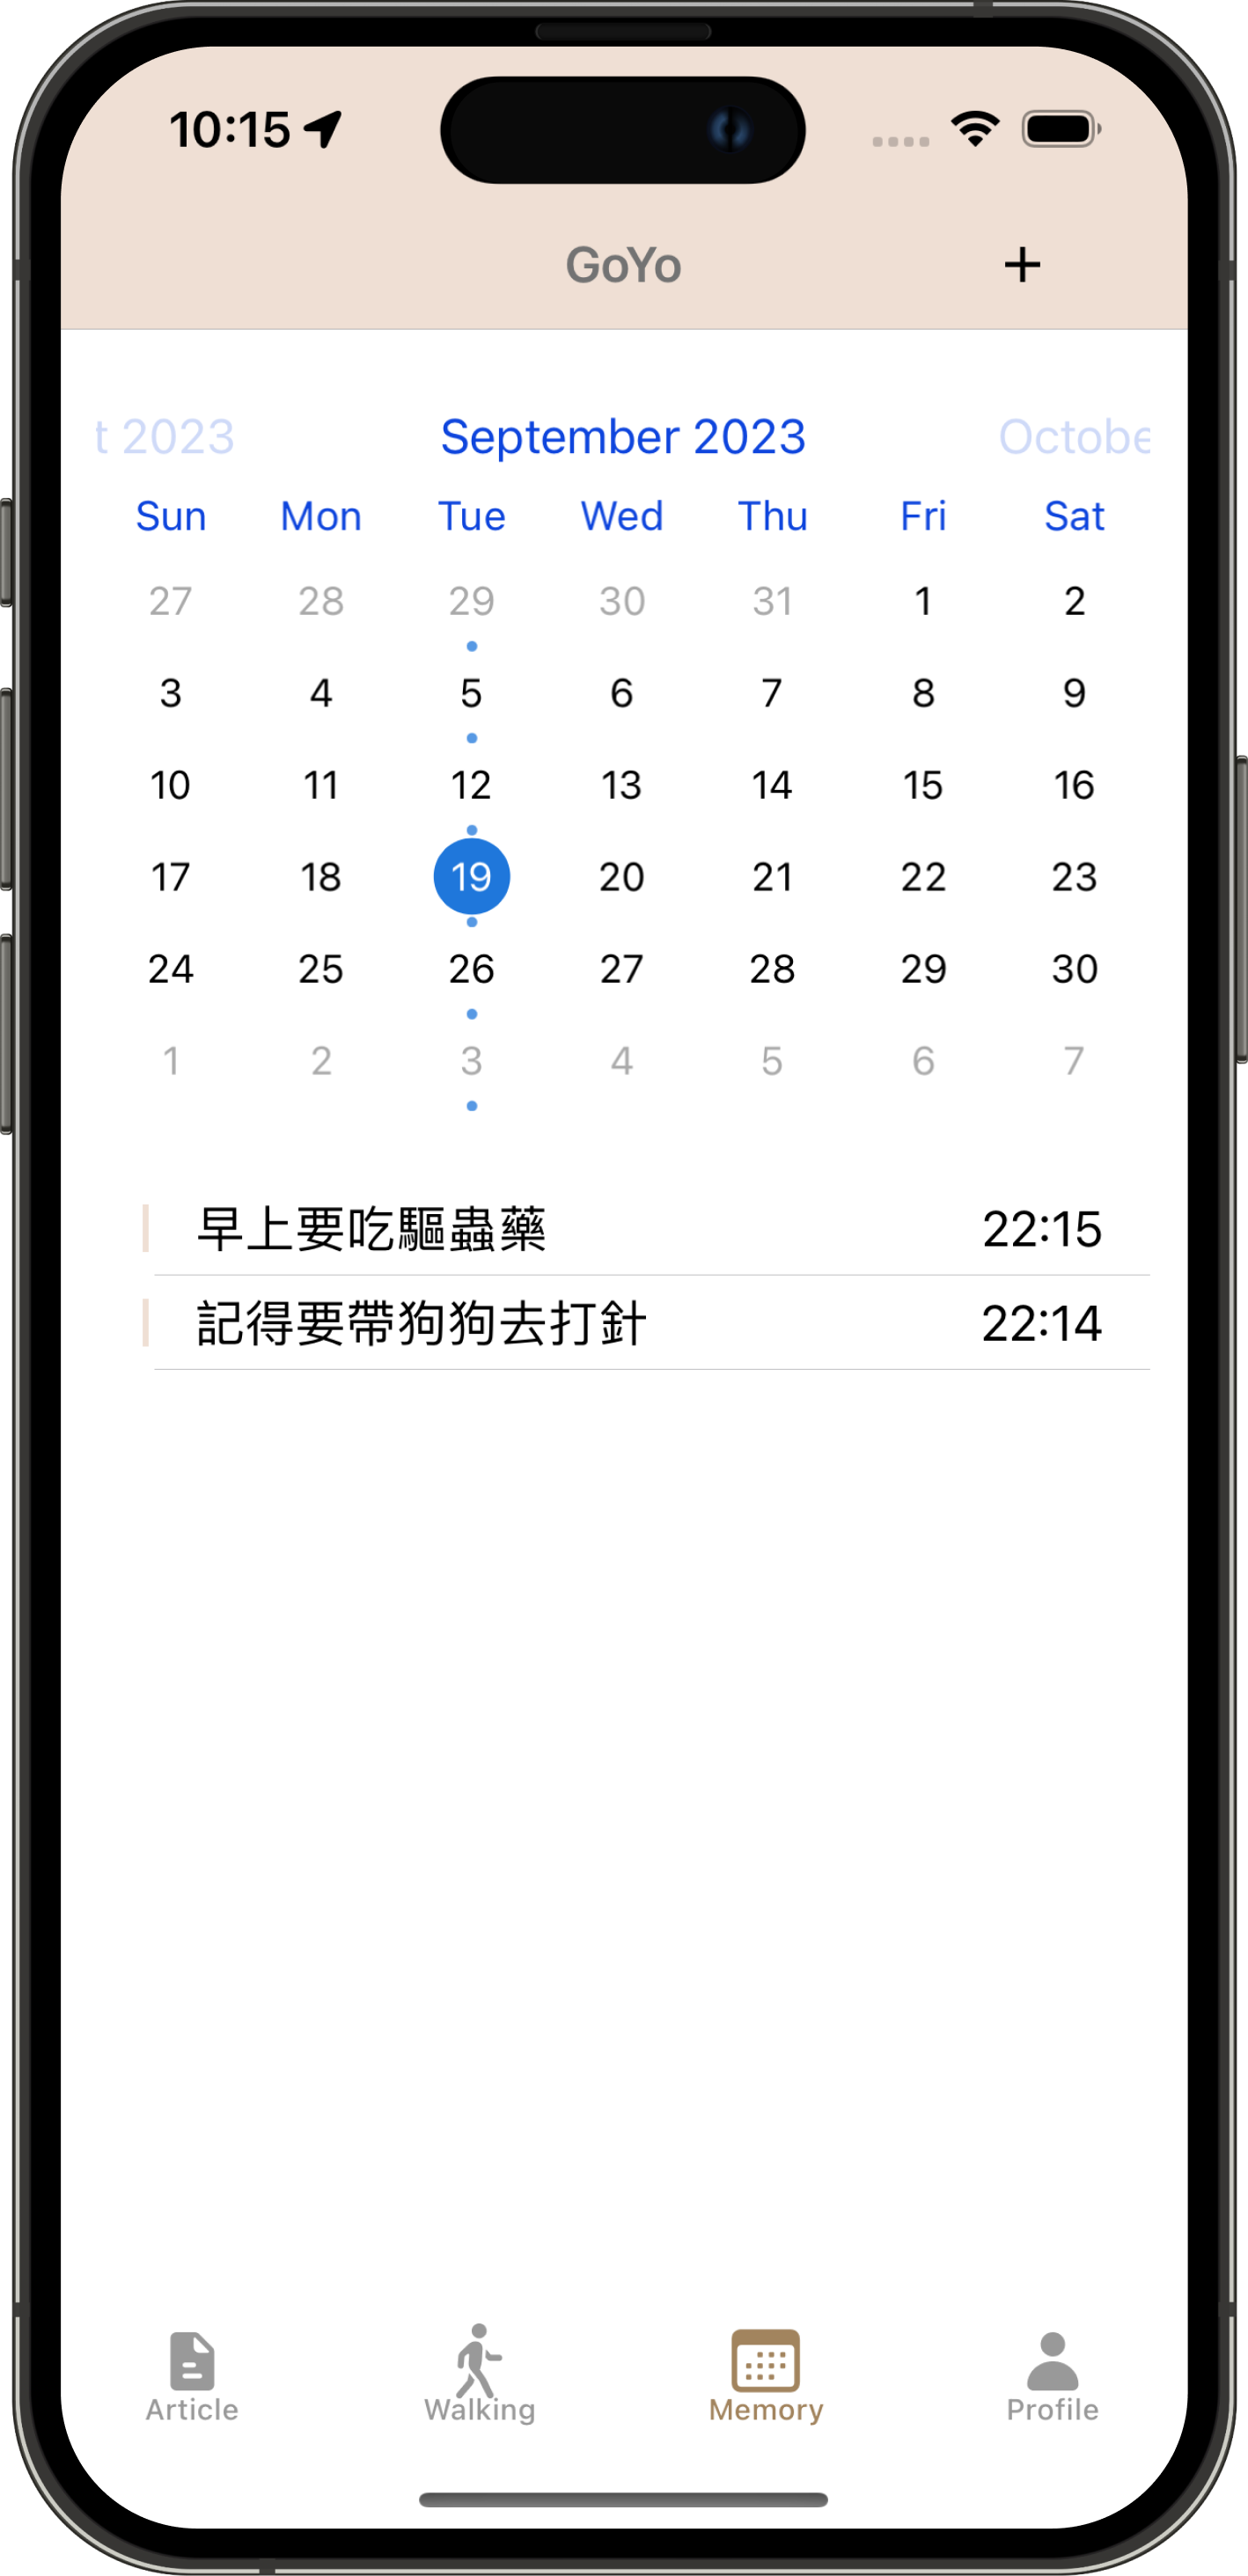 10:15
GoYo +
t 2023 September 2023 Octobe
Sun Mon Tue Wed Thu Fri Sat
27 28 29 30 31 1 2
3 4 5 6 7 8 9
10 11 12 13 14 15 16
17 18 19 20 21 22 23
24 25 26 27 28 29 30
1 2 3 4 5 6 7
早上要吃驅蟲藥 22:15
記得要帶狗狗去打針 22:14
Article Walking Memory Profile